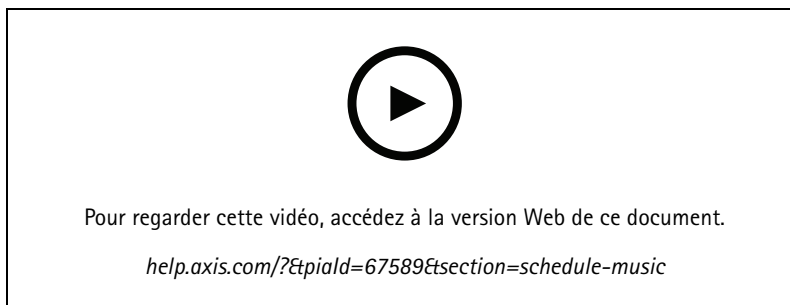 Pour regarder cette vidéo, accédez à la version Web de ce document.
help.axis.com/?&piaId=67589&section=schedule-music